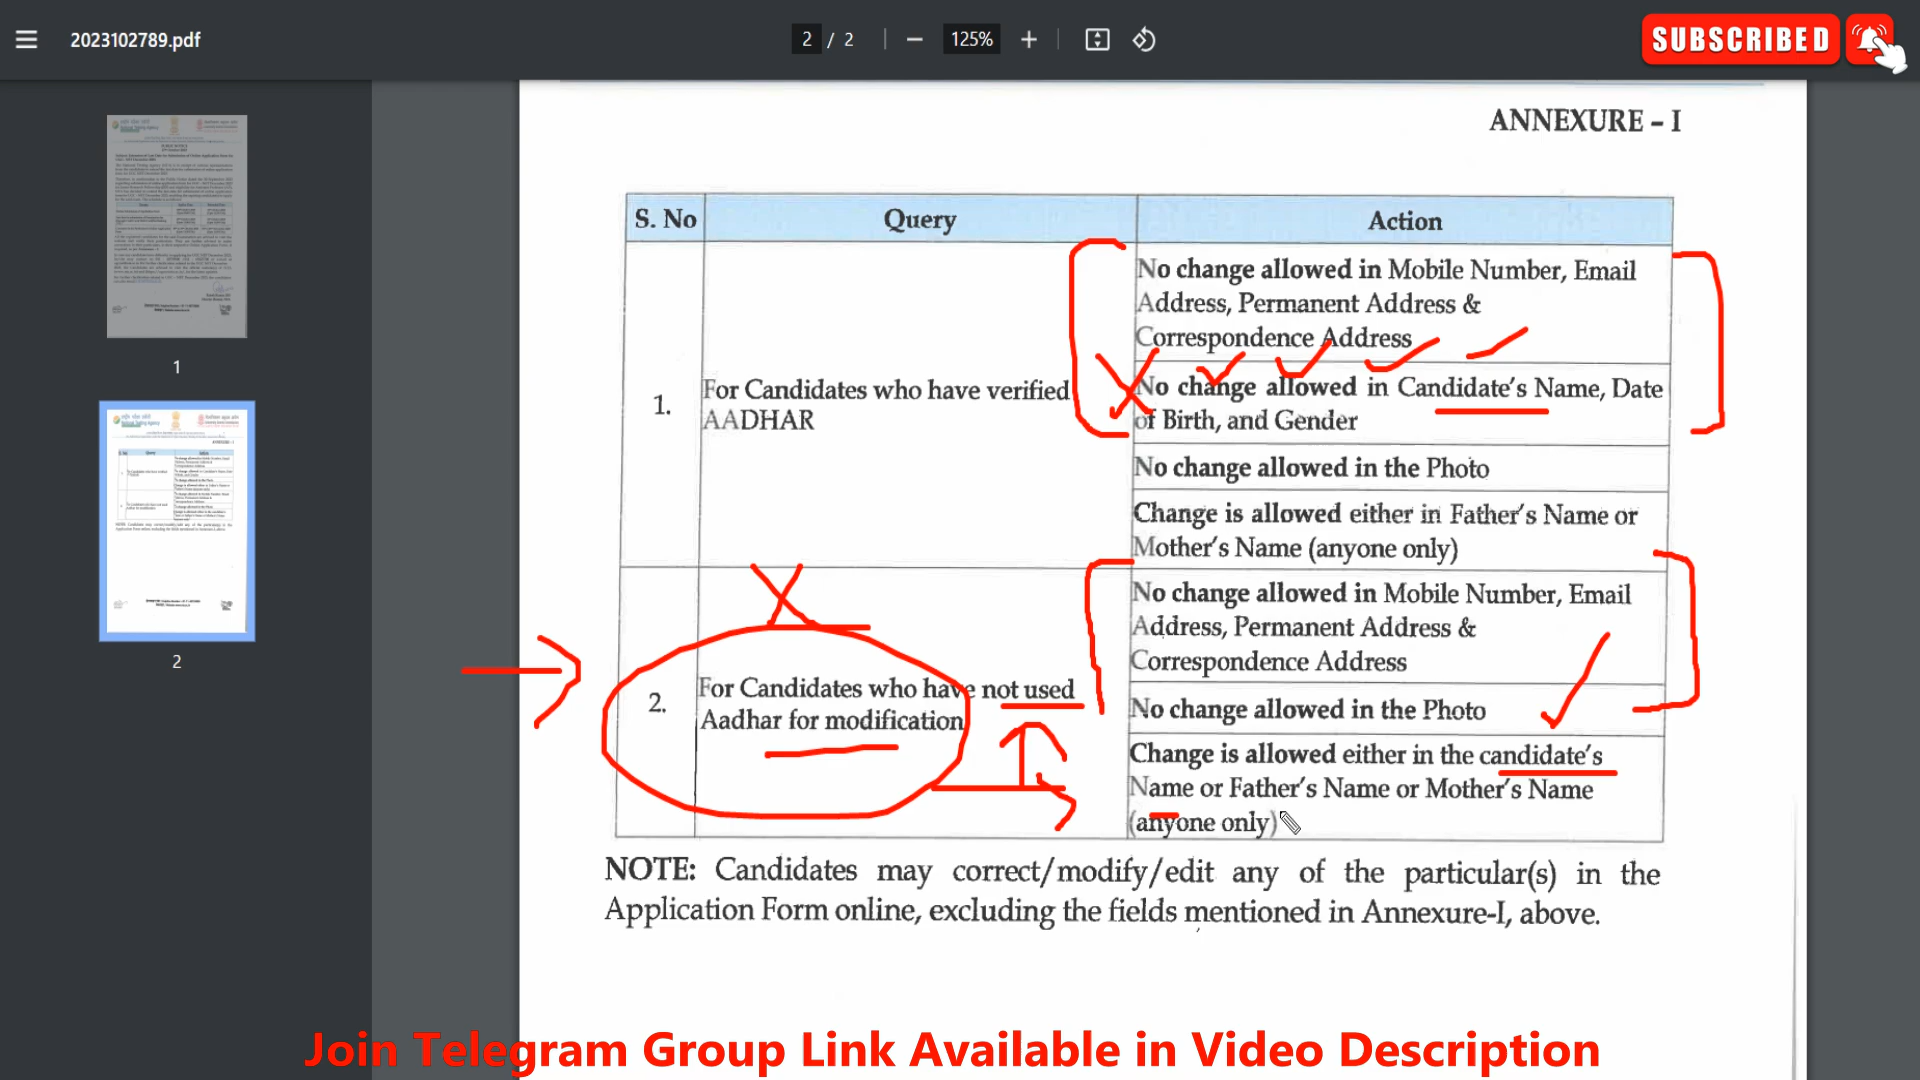 2023102789.pdf
2 / 2
125%
SUBSCRIBED
1
2
ANNEXURE – I
S. No
Query
Action
1.
For Candidates who have verified
AADHAR
No change allowed in Mobile Number, Email
Address, Permanent Address &
Correspondence Address
No change allowed in Candidate's Name, Date
of Birth, and Gender
No change allowed in the Photo
Change is allowed either in Father's Name or
Mother's Name (anyone only)
2.
For Candidates who have not used
Aadhar for modification
No change allowed in Mobile Number, Email
Address, Permanent Address &
Correspondence Address
No change allowed in the Photo
Change is allowed either in the candidate's
Name or Father's Name or Mother's Name
(anyone only)
NOTE: Candidates may correct/modify/edit any of the particular(s) in the
Application Form online, excluding the fields mentioned in Annexure-I, above.
Join Telegram Group Link Available in Video Description